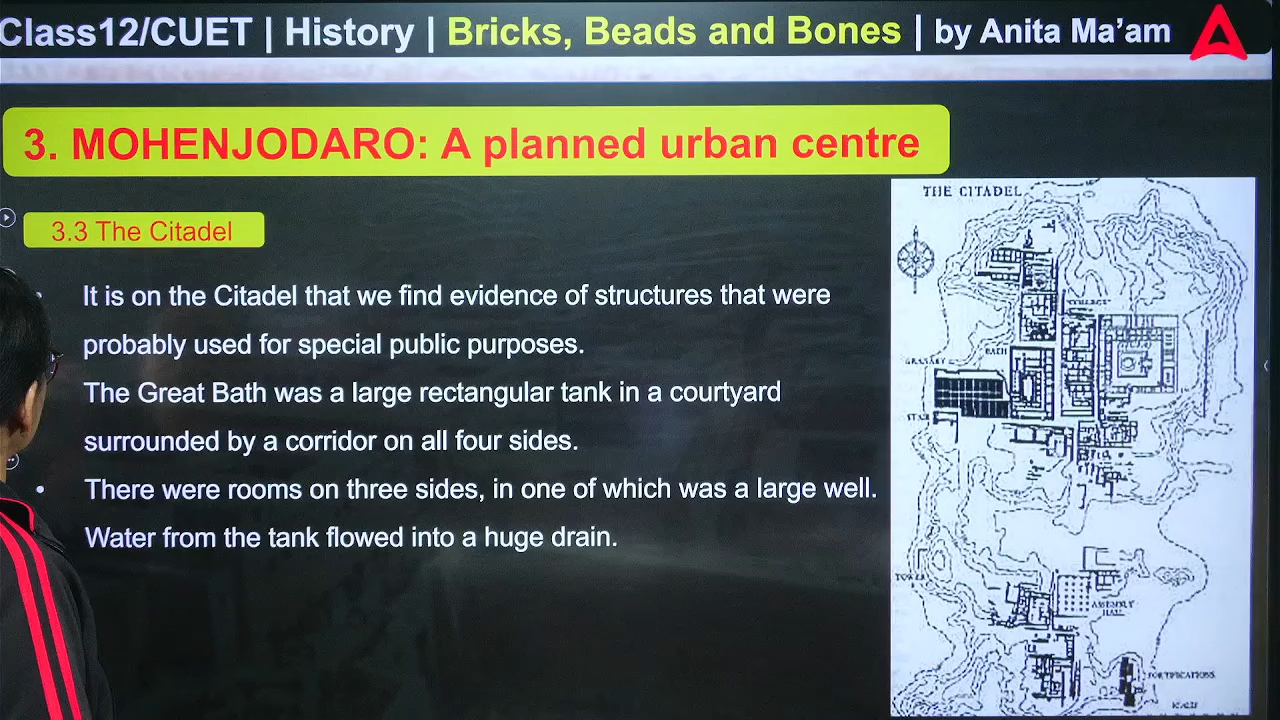 Class12/CUET | History | Bricks, Beads and Bones | by Anita Ma’am
3. MOHENJODARO: A planned urban centre
THE CITADEL
3.3 The Citadel
• It is on the Citadel that we find evidence of structures that were
probably used for special public purposes.
The Great Bath was a large rectangular tank in a courtyard
surrounded by a corridor on all four sides.
• There were rooms on three sides, in one of which was a large well.
Water from the tank flowed into a huge drain.
"COLLEGE"
BATH
GRANARY
STAIR
TOWER
ASSEMBLY
HALL
FORTIFICATIONS